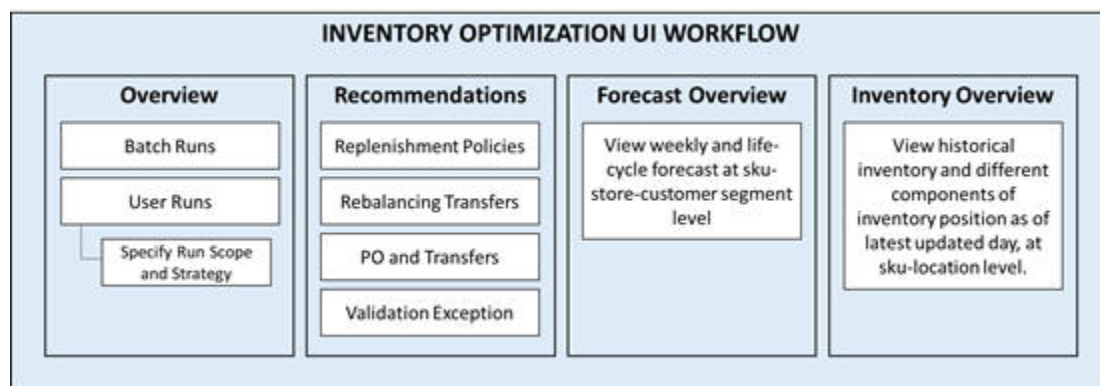 INVENTORY OPTIMIZATION UI WORKFLOW
Overview
Batch Runs
User Runs
Specify Run Scope
and Strategy
Recommendations
Replenishment Policies
Rebalancing Transfers
PO and Transfers
Validation Exception
Forecast Overview
View weekly and life-
cycle forecast at sku-
store-customer segment
level
Inventory Overview
View historical
inventory and different
components of
inventory position as of
latest updated day, at
sku-location level.